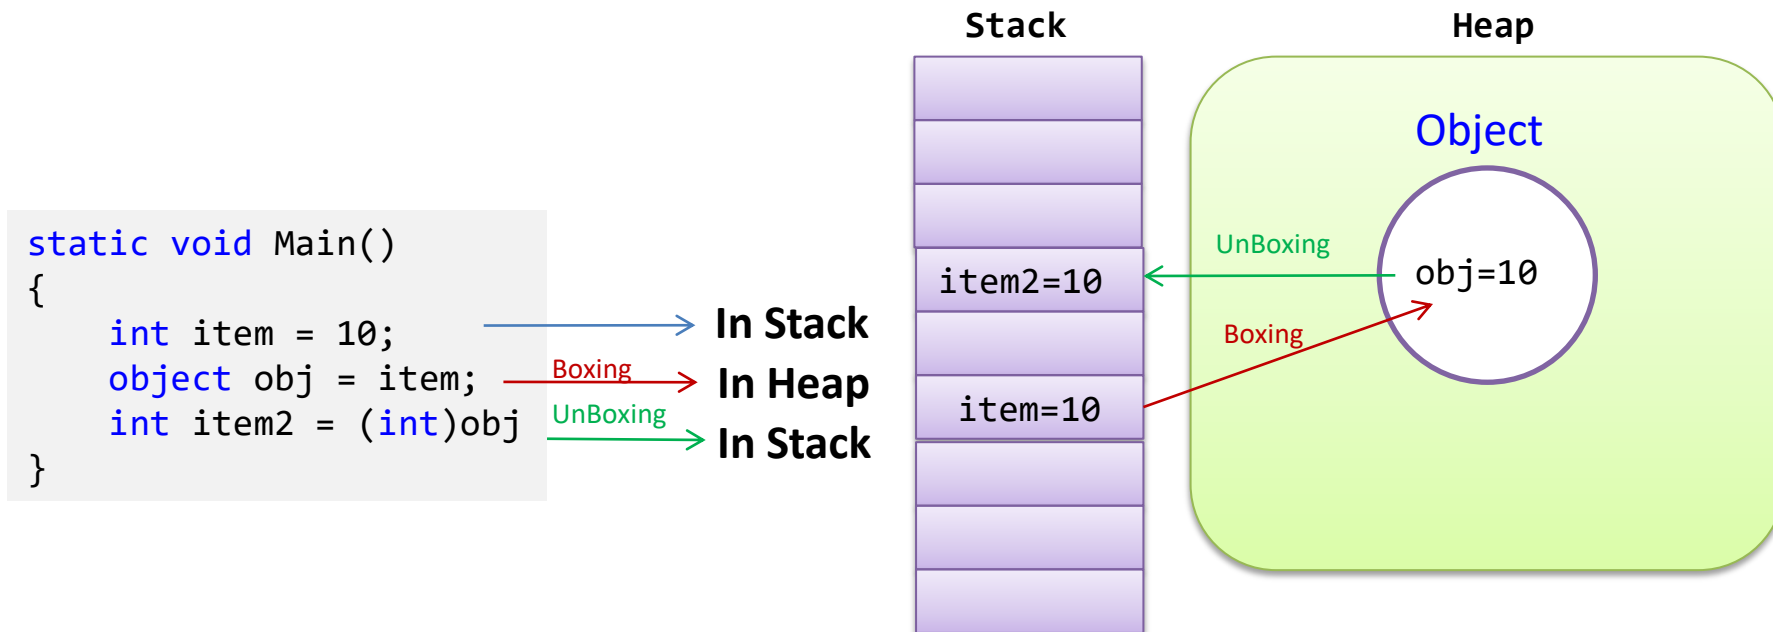 static void Main()
{
int item = 10;
object obj = item;
int item2 = (int)obj
}
Boxing
UnBoxing
In Stack
In Heap
In Stack
Stack
item2=10
item=10
Heap
Object
UnBoxing
obj=10
Boxing